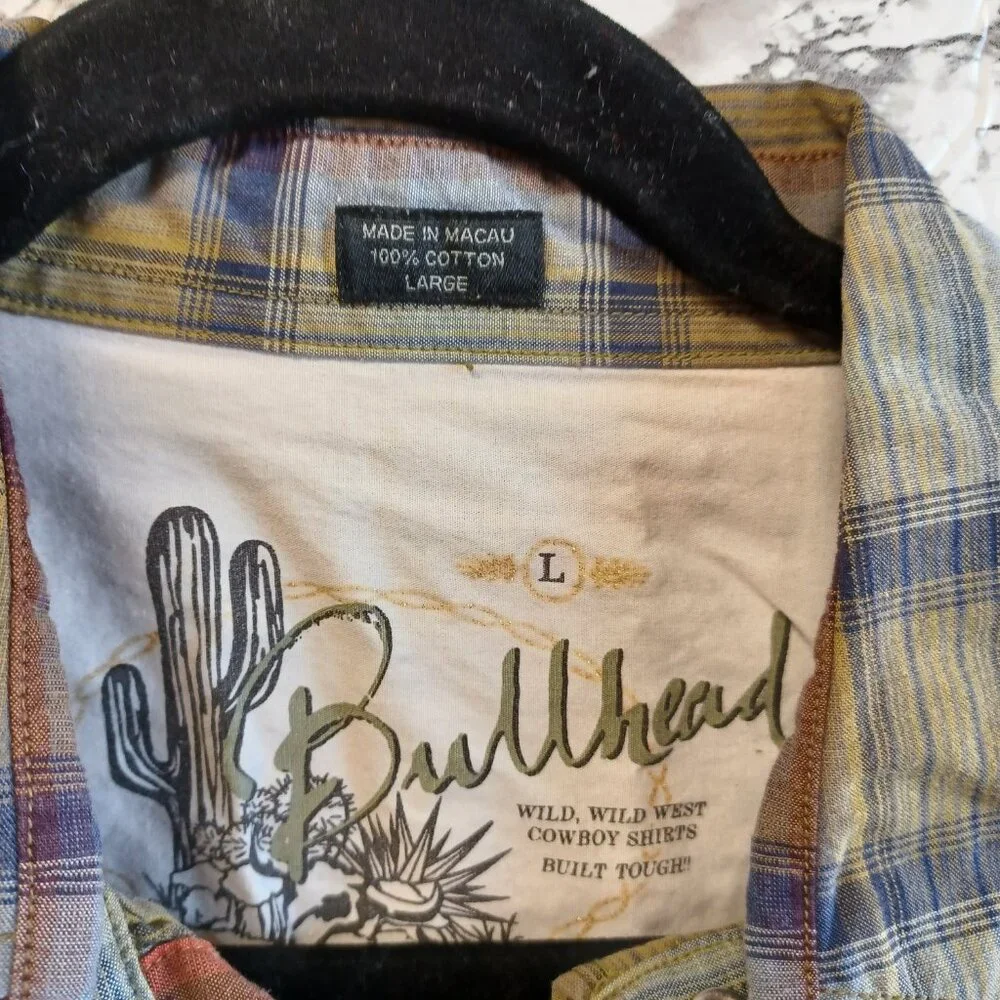 MADE IN MACAU
100% COTTON
LARGE
L
Bullhead
WILD, WILD WEST
COWBOY SHIRTS
BUILT TOUGH!!